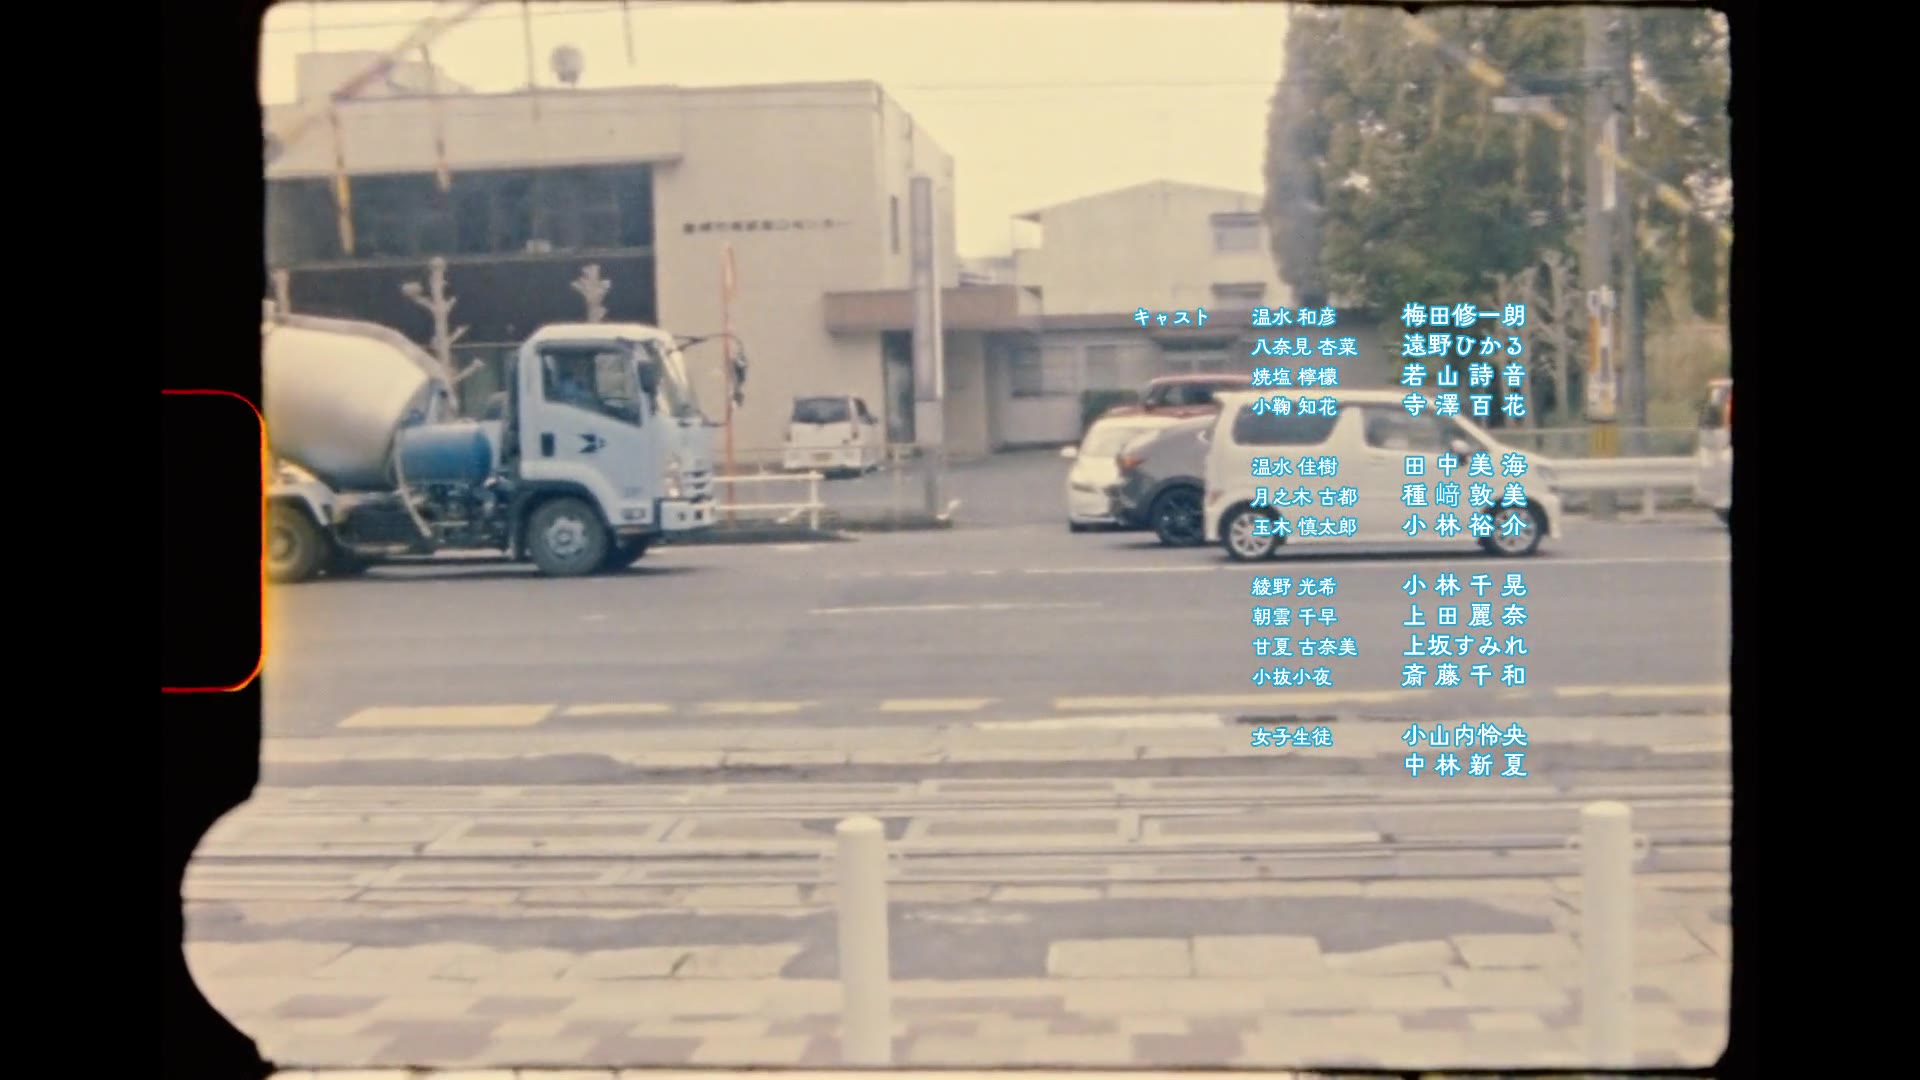 キャスト 温水 和彦 梅田修一朗
八奈見 杏菜 遠野ひかる
焼塩 檸檬 若山詩音
小鞠 知花 寺澤百花
温水 佳樹 田中美海
月之木 古都 種﨑敦美
玉木 慎太郎 小林裕介
綾野 光希 小林千晃
朝雲 千早 上田麗奈
甘夏 古奈美 上坂すみれ
小抜小夜 斎藤千和
女子生徒 小山内怜央
中林新夏